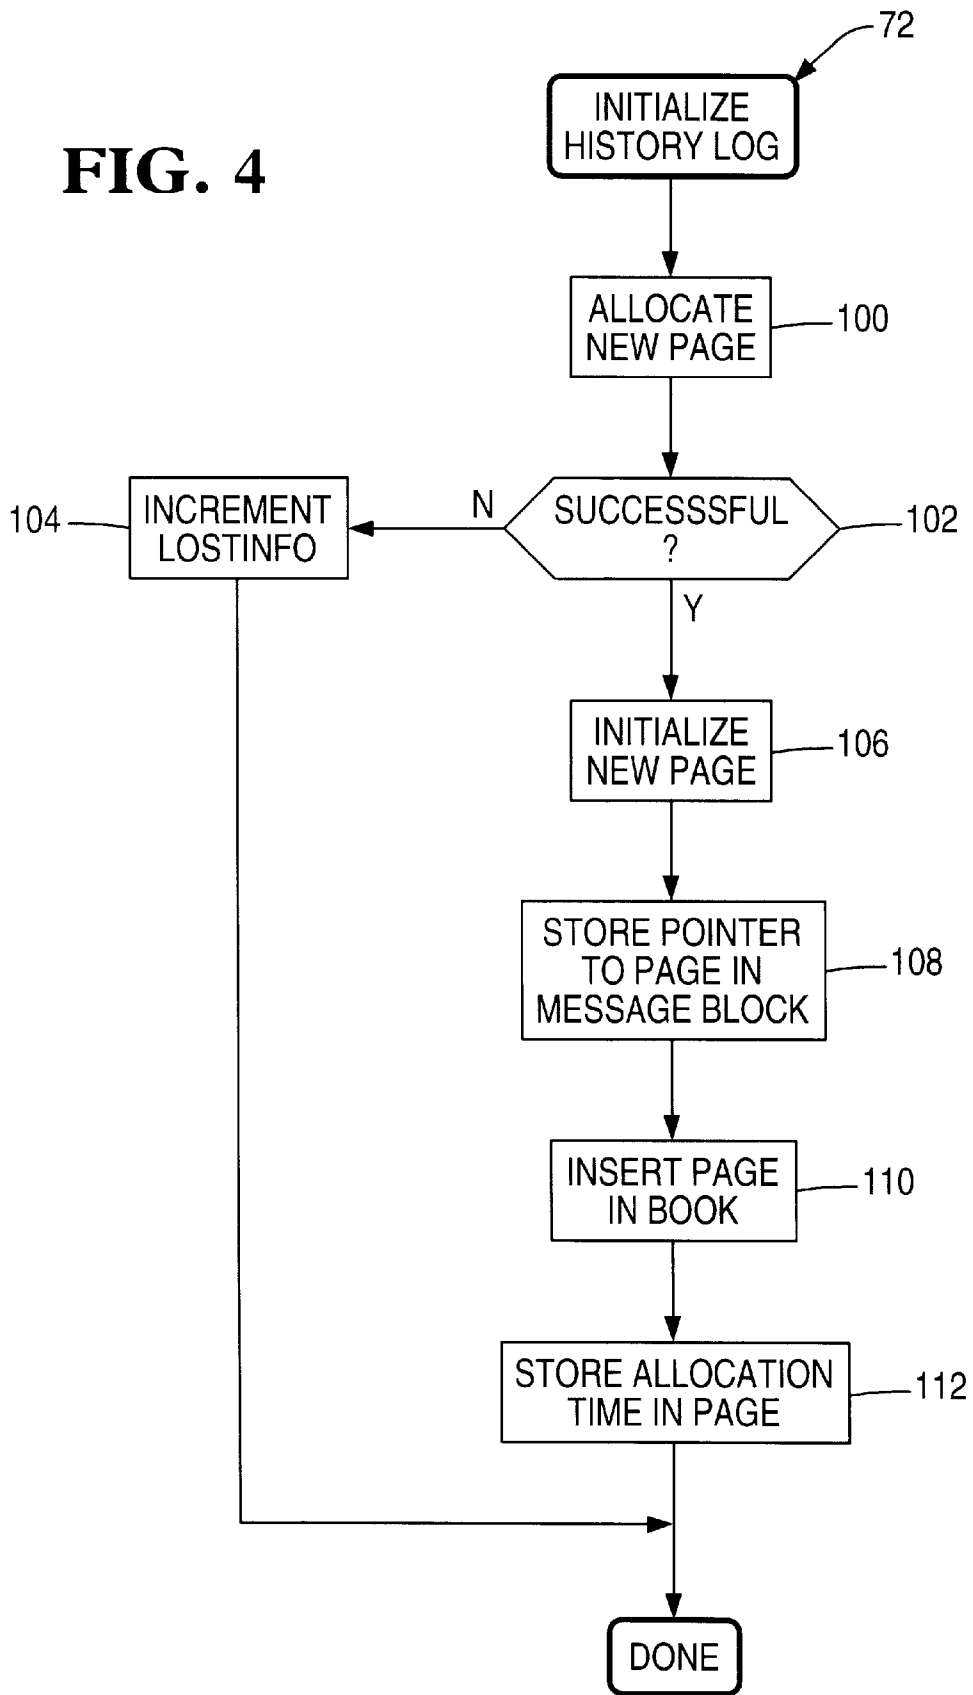 72
INITIALIZE
HISTORY LOG
FIG. 4
ALLOCATE
NEW PAGE
100
SUCCESSSFUL
?
102
N
INCREMENT
LOSTINFO
104
Y
INITIALIZE
NEW PAGE
106
STORE POINTER
TO PAGE IN
MESSAGE BLOCK
108
INSERT PAGE
IN BOOK
110
STORE ALLOCATION
TIME IN PAGE
112
DONE